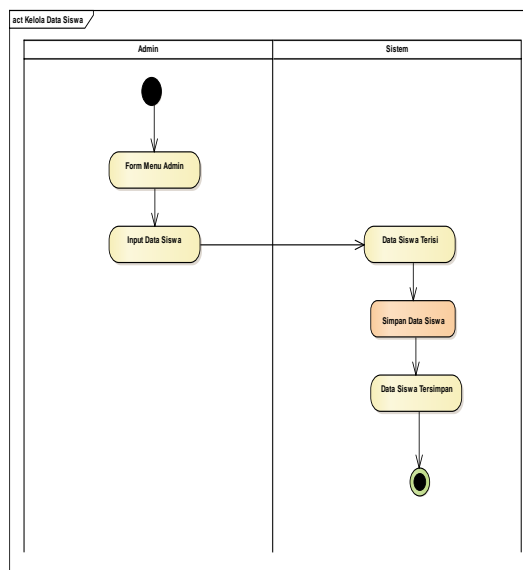 act Kelola Data Siswa
Admin
Sistem
Form Menu Admin
Input Data Siswa
Data Siswa Terisi
Simpan Data Siswa
Data Siswa Tersimpan